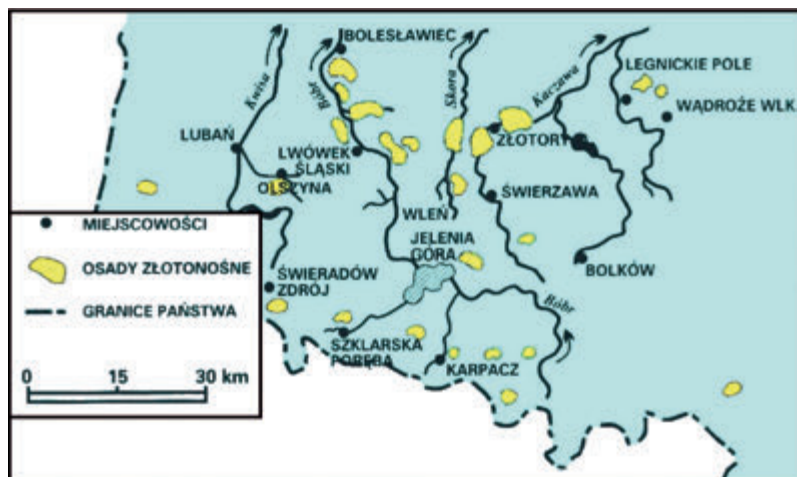 BOLESŁAWIEC
Kwisa
Bóbr
Skora
Kaczawa
LEGNICKIE POLE
WĄDROŻE WLK.
LUBAŃ
LWÓWEK
ŚLĄSKI
OLSZYNA
ZŁOTORY
ŚWIERZAWA
WLEŃ
JELENIA
GÓRA
BOLKÓW
Bóbr
ŚWIERADÓW
ZDRÓJ
SZKLARSKA
PORĘBA
KARPACZ
MIEJSCOWOŚCI
OSADY ZŁOTONOŚNE
GRANICE PAŃSTWA
0 15 30 km